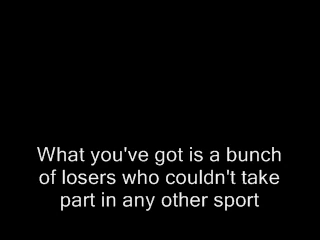 What you've got is a bunch
of losers who couldn't take
part in any other sport